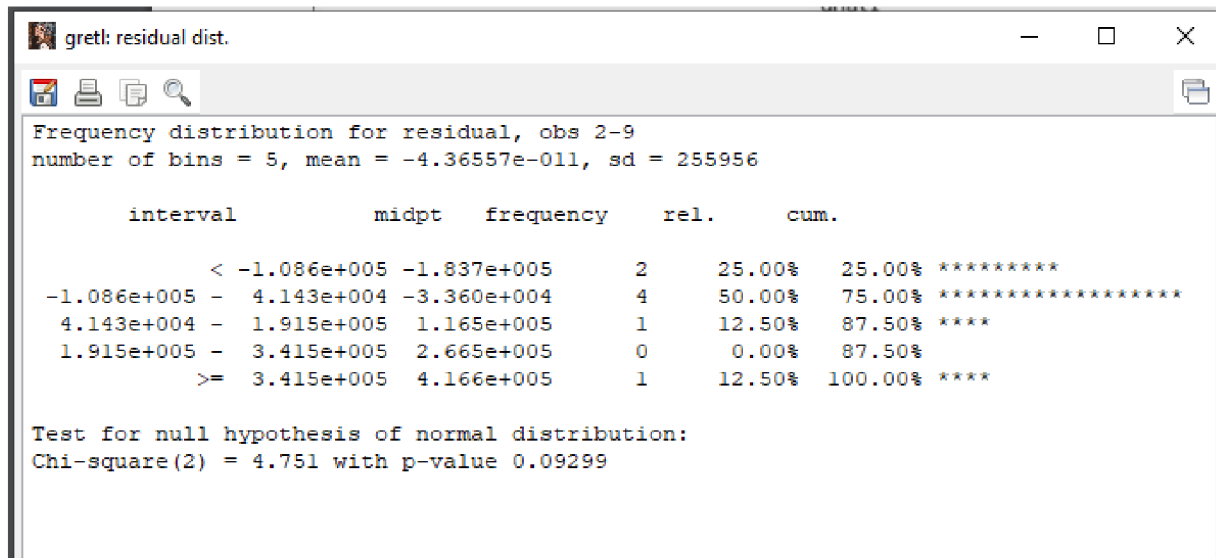 gretl: residual dist.
Frequency distribution for residual, obs 2-9
number of bins = 5, mean = -4.36557e-011, sd = 255956
interval midpt frequency rel. cum.
< -1.086e+005 -1.837e+005 2 25.00% 25.00% *********
-1.086e+005 - 4.143e+004 -3.360e+004 4 50.00% 75.00% ******************
4.143e+004 - 1.915e+005 1.165e+005 1 12.50% 87.50% ****
1.915e+005 - 3.415e+005 2.665e+005 0 0.00% 87.50%
>= 3.415e+005 4.166e+005 1 12.50% 100.00% ****
Test for null hypothesis of normal distribution:
Chi-square(2) = 4.751 with p-value 0.09299